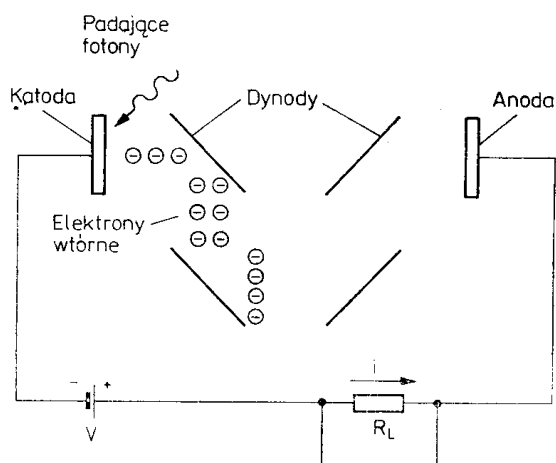 Padające
fotony
Katoda
Dynody
Anoda
Elektrony
wtórne
- +
V
i
R_L